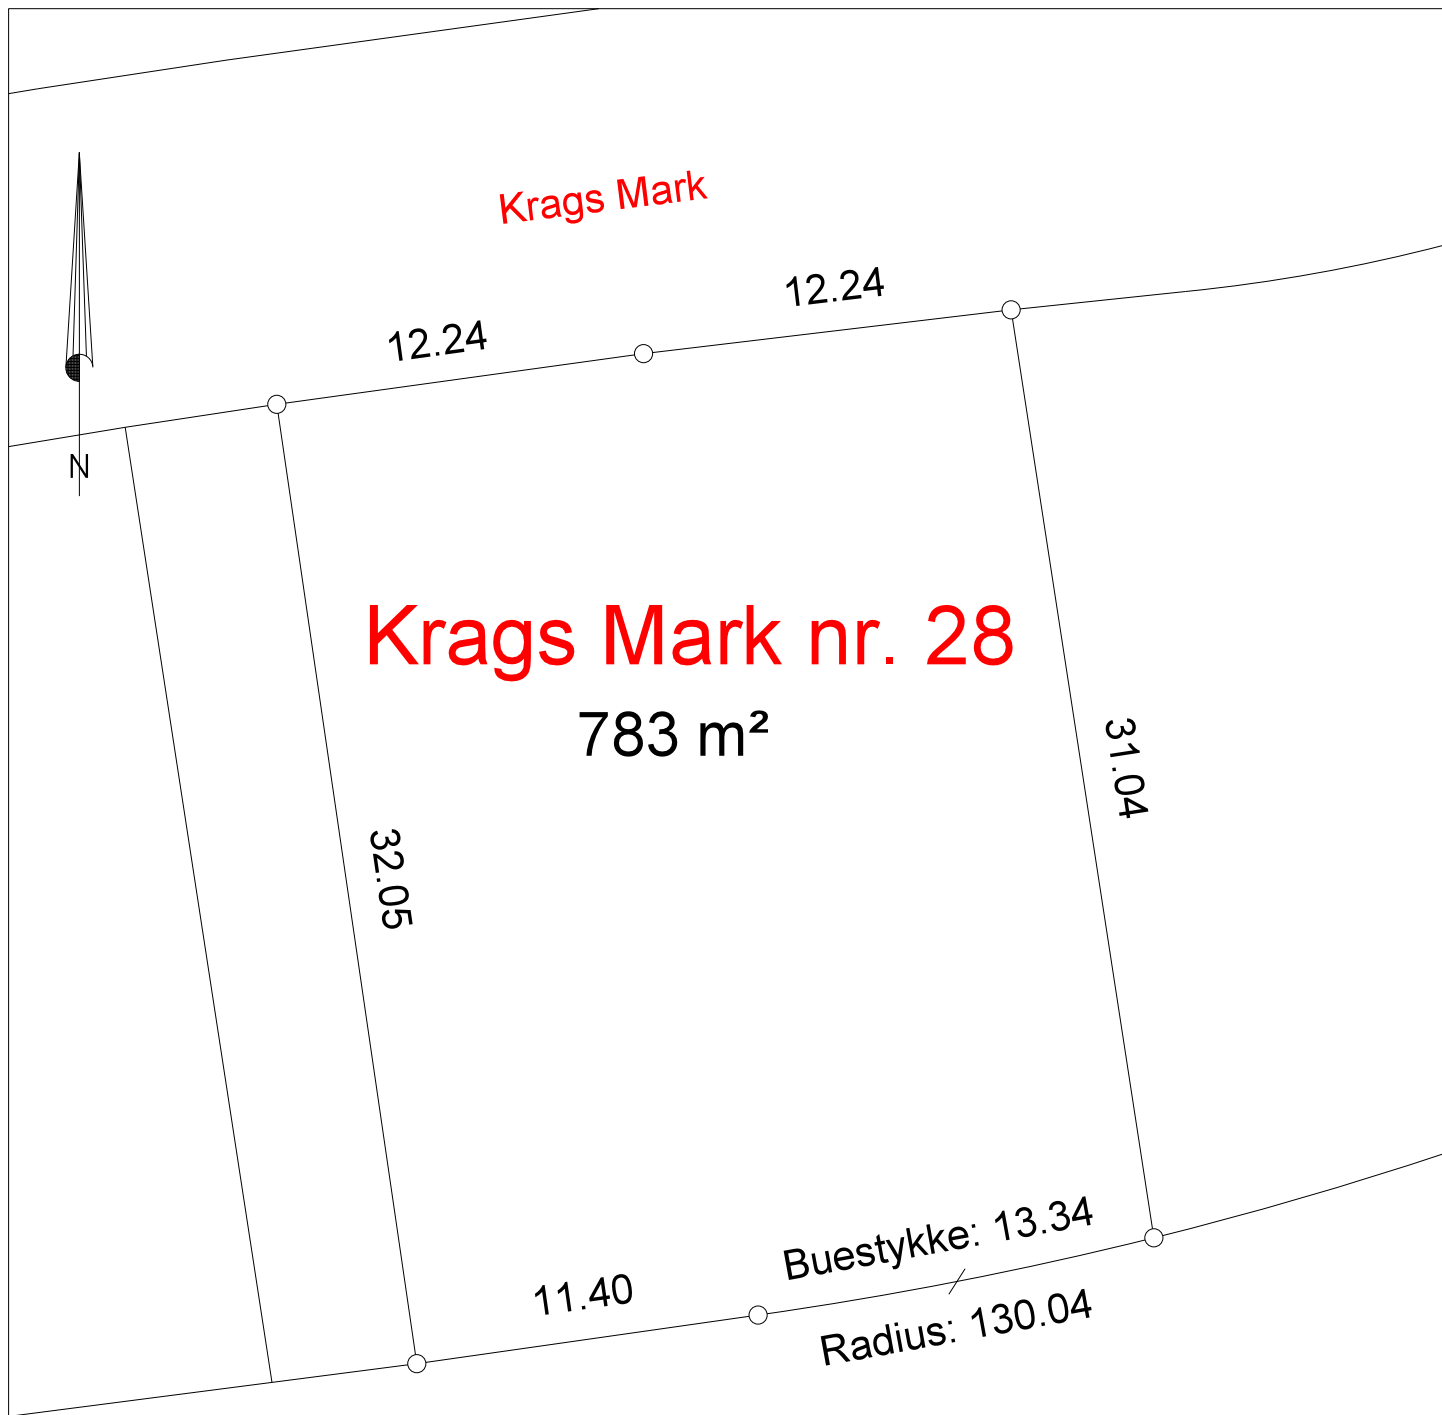 Krags Mark
12.24
12.24
N
Krags Mark nr. 28
783 m²
31.04
32.05
Buestykke: 13.34
11.40
Radius: 130.04